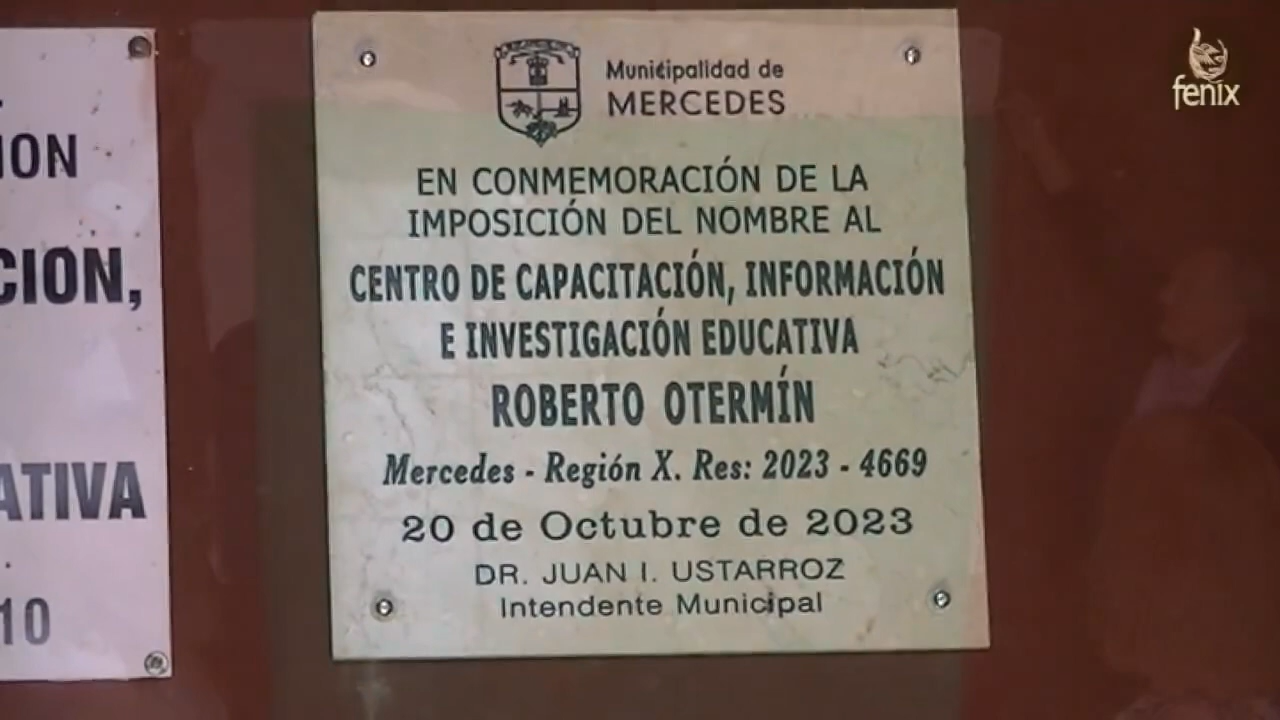 ION
CION,
ATIVA
10
Municipalidad de
MERCEDES
EN CONMEMORACIÓN DE LA
IMPOSICIÓN DEL NOMBRE AL
CENTRO DE CAPACITACIÓN, INFORMACIÓN
E INVESTIGACIÓN EDUCATIVA
ROBERTO OTERMÍN
Mercedes - Región X. Res: 2023 - 4669
20 de Octubre de 2023
DR. JUAN I. USTARROZ
Intendente Municipal
fenix